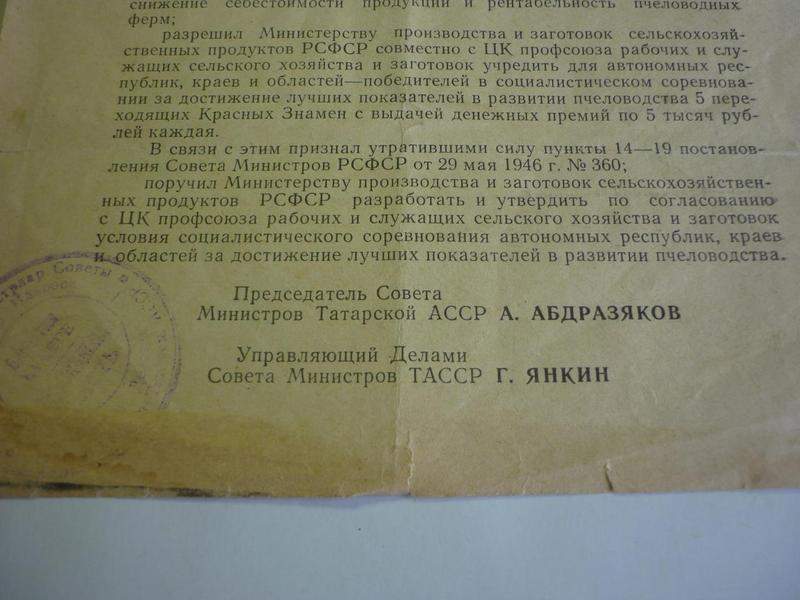 снижение себестоимости продукции и рентабельность пчеловодных
ферм;
разрешил Министерству производства и заготовок сельскохозяй-
ственных продуктов РСФСР совместно с ЦК профсоюза рабочих и слу-
жащих сельского хозяйства и заготовок учредить для автономных рес-
публик, краев и областей—победителей в социалистическом соревнова-
нии за достижение лучших показателей в развитии пчеловодства 5 пере-
ходящих Красных Знамен с выдачей денежных премий по 5 тысяч руб-
лей каждая.
В связи с этим признал утратившими силу пункты 14—19 постанов-
ления Совета Министров РСФСР от 29 мая 1946 г. № 360;
поручил Министерству производства и заготовок сельскохозяйствен-
ных продуктов РСФСР разработать и утвердить по согласованию
с ЦК профсоюза рабочих и служащих сельского хозяйства и заготовок
условия социалистического соревнования автономных республик, краев
и областей за достижение лучших показателей в развитии пчеловодства.
Советы
Председатель Совета
Министров Татарской АССР А. АБДРАЗЯКОВ
Управляющий Делами
Совета Министров ТАССР Г. ЯНКИН